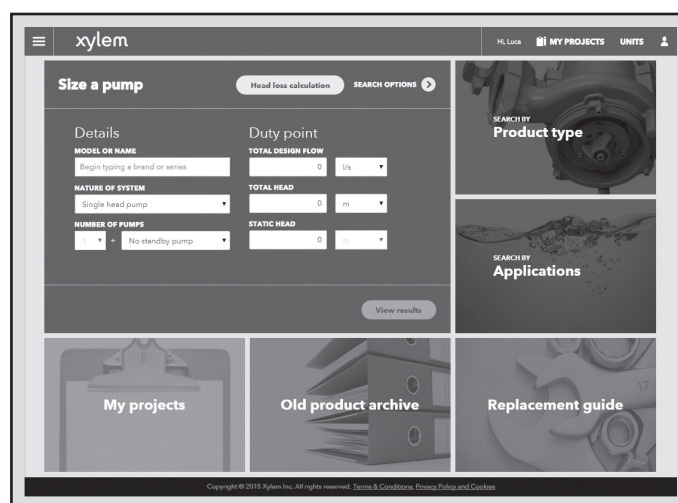 xylem
Hi, Luca
MY PROJECTS
UNITS
Size a pump
Head loss calculation
SEARCH OPTIONS
Details
MODEL OR NAME
Begin typing a brand or series
NATURE OF SYSTEM
Single head pump
NUMBER OF PUMPS
1 + No standby pump
Duty point
TOTAL DESIGN FLOW
0 l/s
TOTAL HEAD
0 m
STATIC HEAD
0 m
View results
SEARCH BY
Product type
SEARCH BY
Applications
My projects
Old product archive
Replacement guide
17
Copyright © 2015 Xylem Inc. All rights reserved. Terms & Conditions, Privacy Policy and Cookies